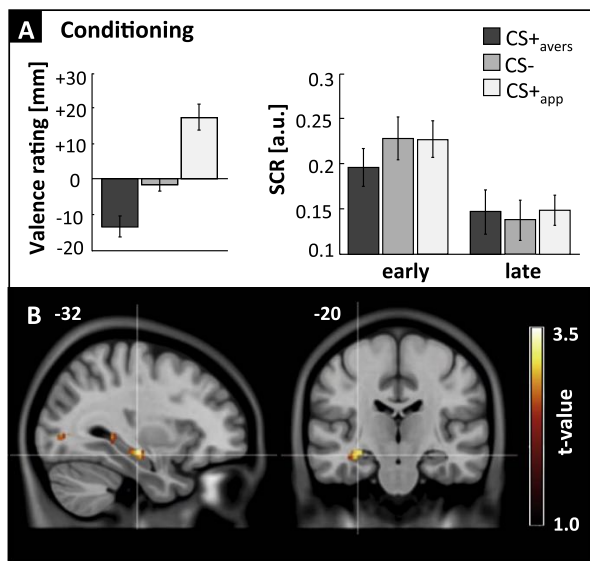 A Conditioning
CS+avers
CS-
CS+app
Valence rating [mm]
+30
+20
+10
0
-10
-20
SCR [a.u.]
0.3
0.25
0.2
0.15
0.1
early late
B -32 -20
3.5
t-value
1.0